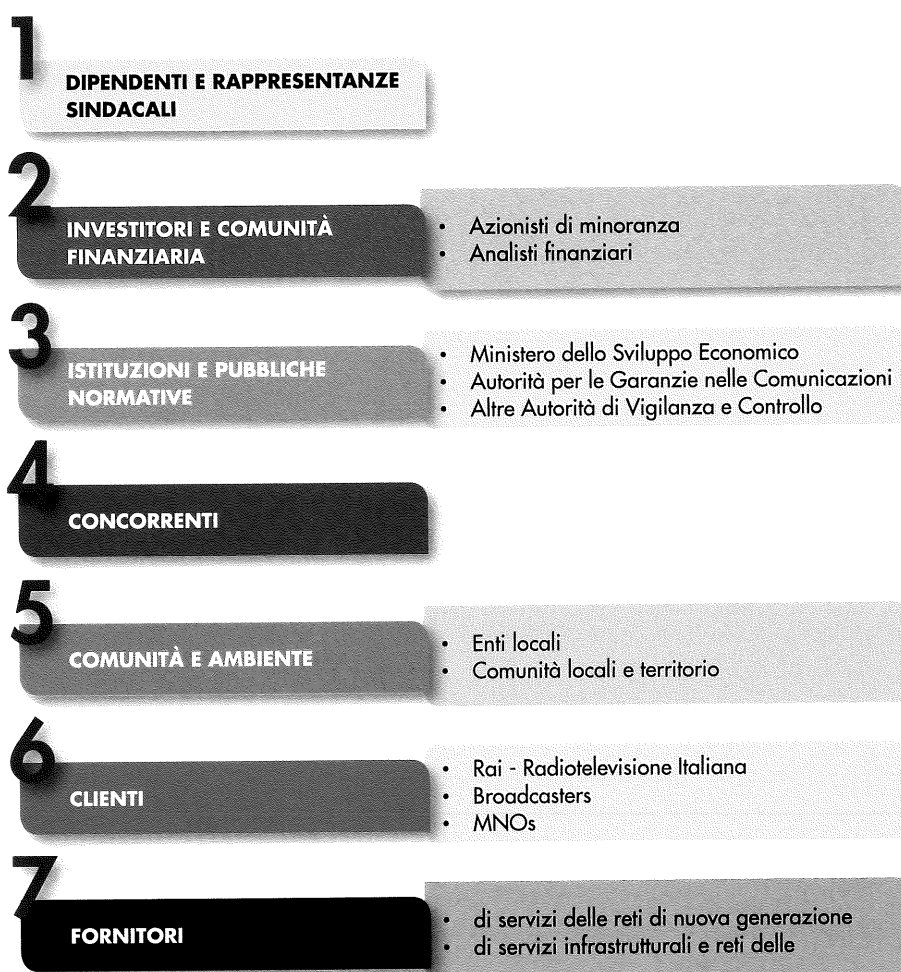 1
DIPENDENTI E RAPPRESENTANZE
SINDACALI
2
INVESTITORI E COMUNITÀ
FINANZIARIA
• Azionisti di minoranza
• Analisti finanziari
3
ISTITUZIONI E PUBBLICHE
NORMATIVE
• Ministero dello Sviluppo Economico
• Autorità per le Garanzie nelle Comunicazioni
• Altre Autorità di Vigilanza e Controllo
4
CONCORRENTI
5
COMUNITÀ E AMBIENTE
• Enti locali
• Comunità locali e territorio
6
CLIENTI
• Rai - Radiotelevisione Italiana
• Broadcasters
• MNOs
7
FORNITORI
• di servizi delle reti di nuova generazione
• di servizi infrastrutturali e reti delle